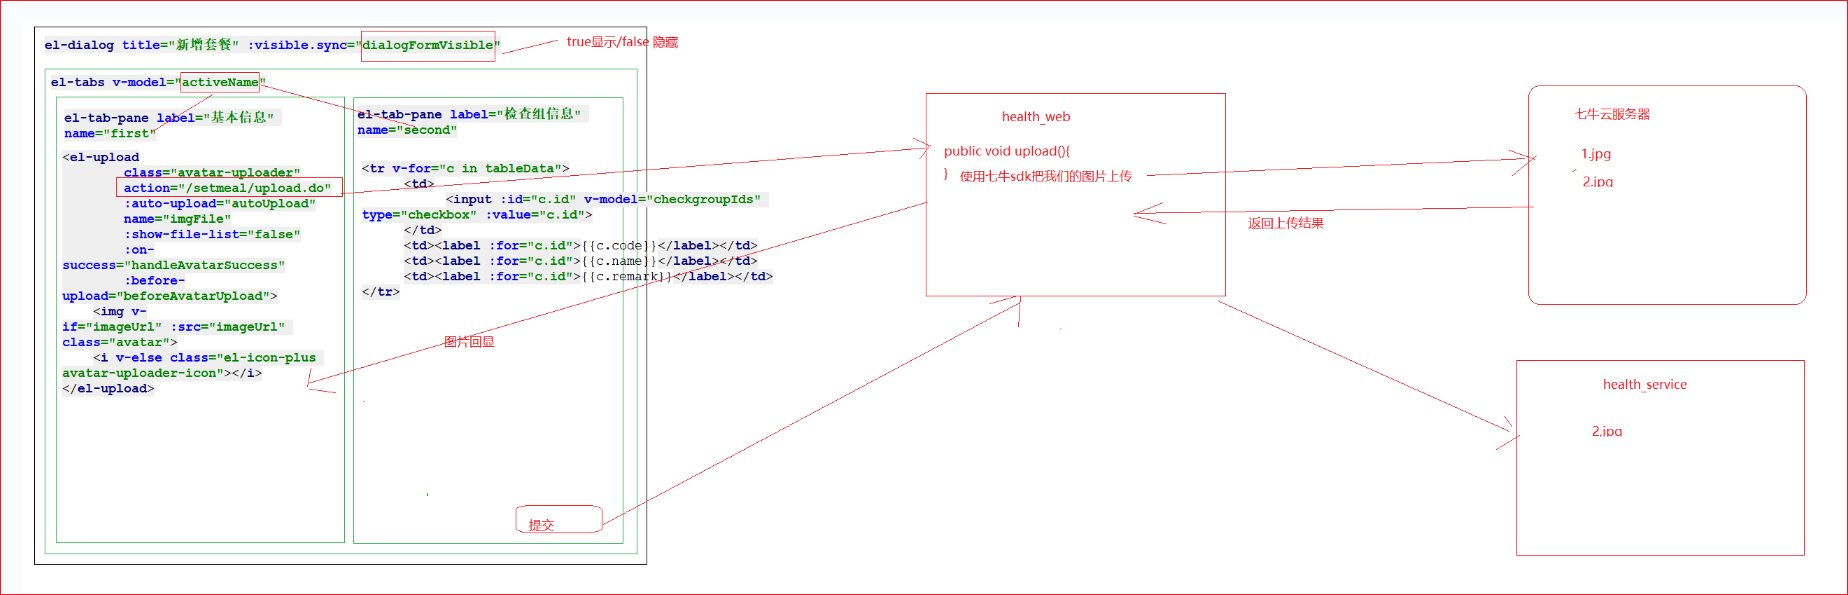 el-dialog title="新增套餐" :visible.sync="dialogFormVisible"
true显示/false 隐藏
el-tabs v-model="activeName"
el-tab-pane label="基本信息"
name="first"
<el-upload
class="avatar-uploader"
action="/setmeal/upload.do"
:auto-upload="autoUpload"
name="imgFile"
:show-file-list="false"
:on-
success="handleAvatarSuccess"
:before-
upload="beforeAvatarUpload">
<img v-
if="imageUrl" :src="imageUrl"
class="avatar">
<i v-else class="el-icon-plus
avatar-uploader-icon"></i>
</el-upload>
el-tab-pane label="检查组信息"
name="second"
<tr v-for="c in tableData">
<td>
<input :id="c.id" v-model="checkgroupIds"
type="checkbox" :value="c.id">
</td>
<td><label :for="c.id">{{c.code}}</label></td>
<td><label :for="c.id">{{c.name}}</label></td>
<td><label :for="c.id">{{c.remark}}</label></td>
</tr>
图片回显
提交
health_web
public void upload(){
} 使用七牛sdk把我们的图片上传
返回上传结果
七牛云服务器
1.jpg
2.jpg
health_service
2.jpg